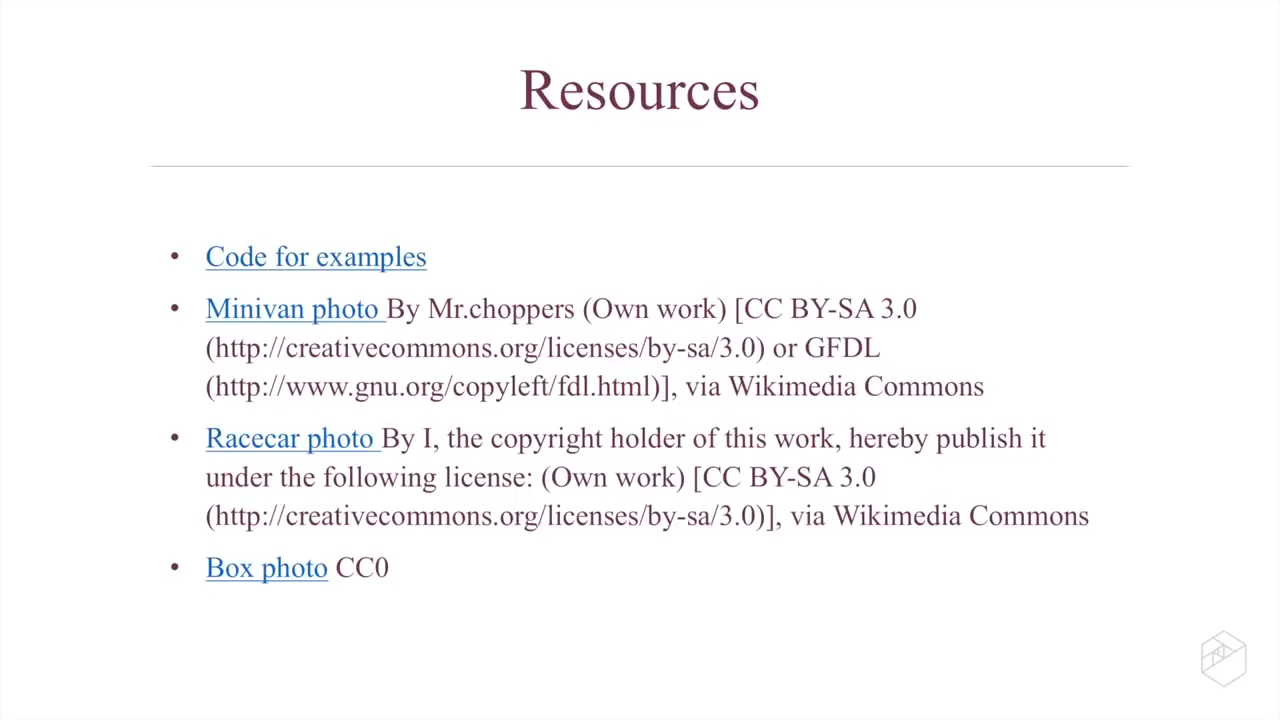 Resources
• Code for examples
• Minivan photo By Mr.choppers (Own work) [CC BY-SA 3.0
(http://creativecommons.org/licenses/by-sa/3.0) or GFDL
(http://www.gnu.org/copyleft/fdl.html)], via Wikimedia Commons
• Racecar photo By I, the copyright holder of this work, hereby publish it
under the following license: (Own work) [CC BY-SA 3.0
(http://creativecommons.org/licenses/by-sa/3.0)], via Wikimedia Commons
• Box photo CC0